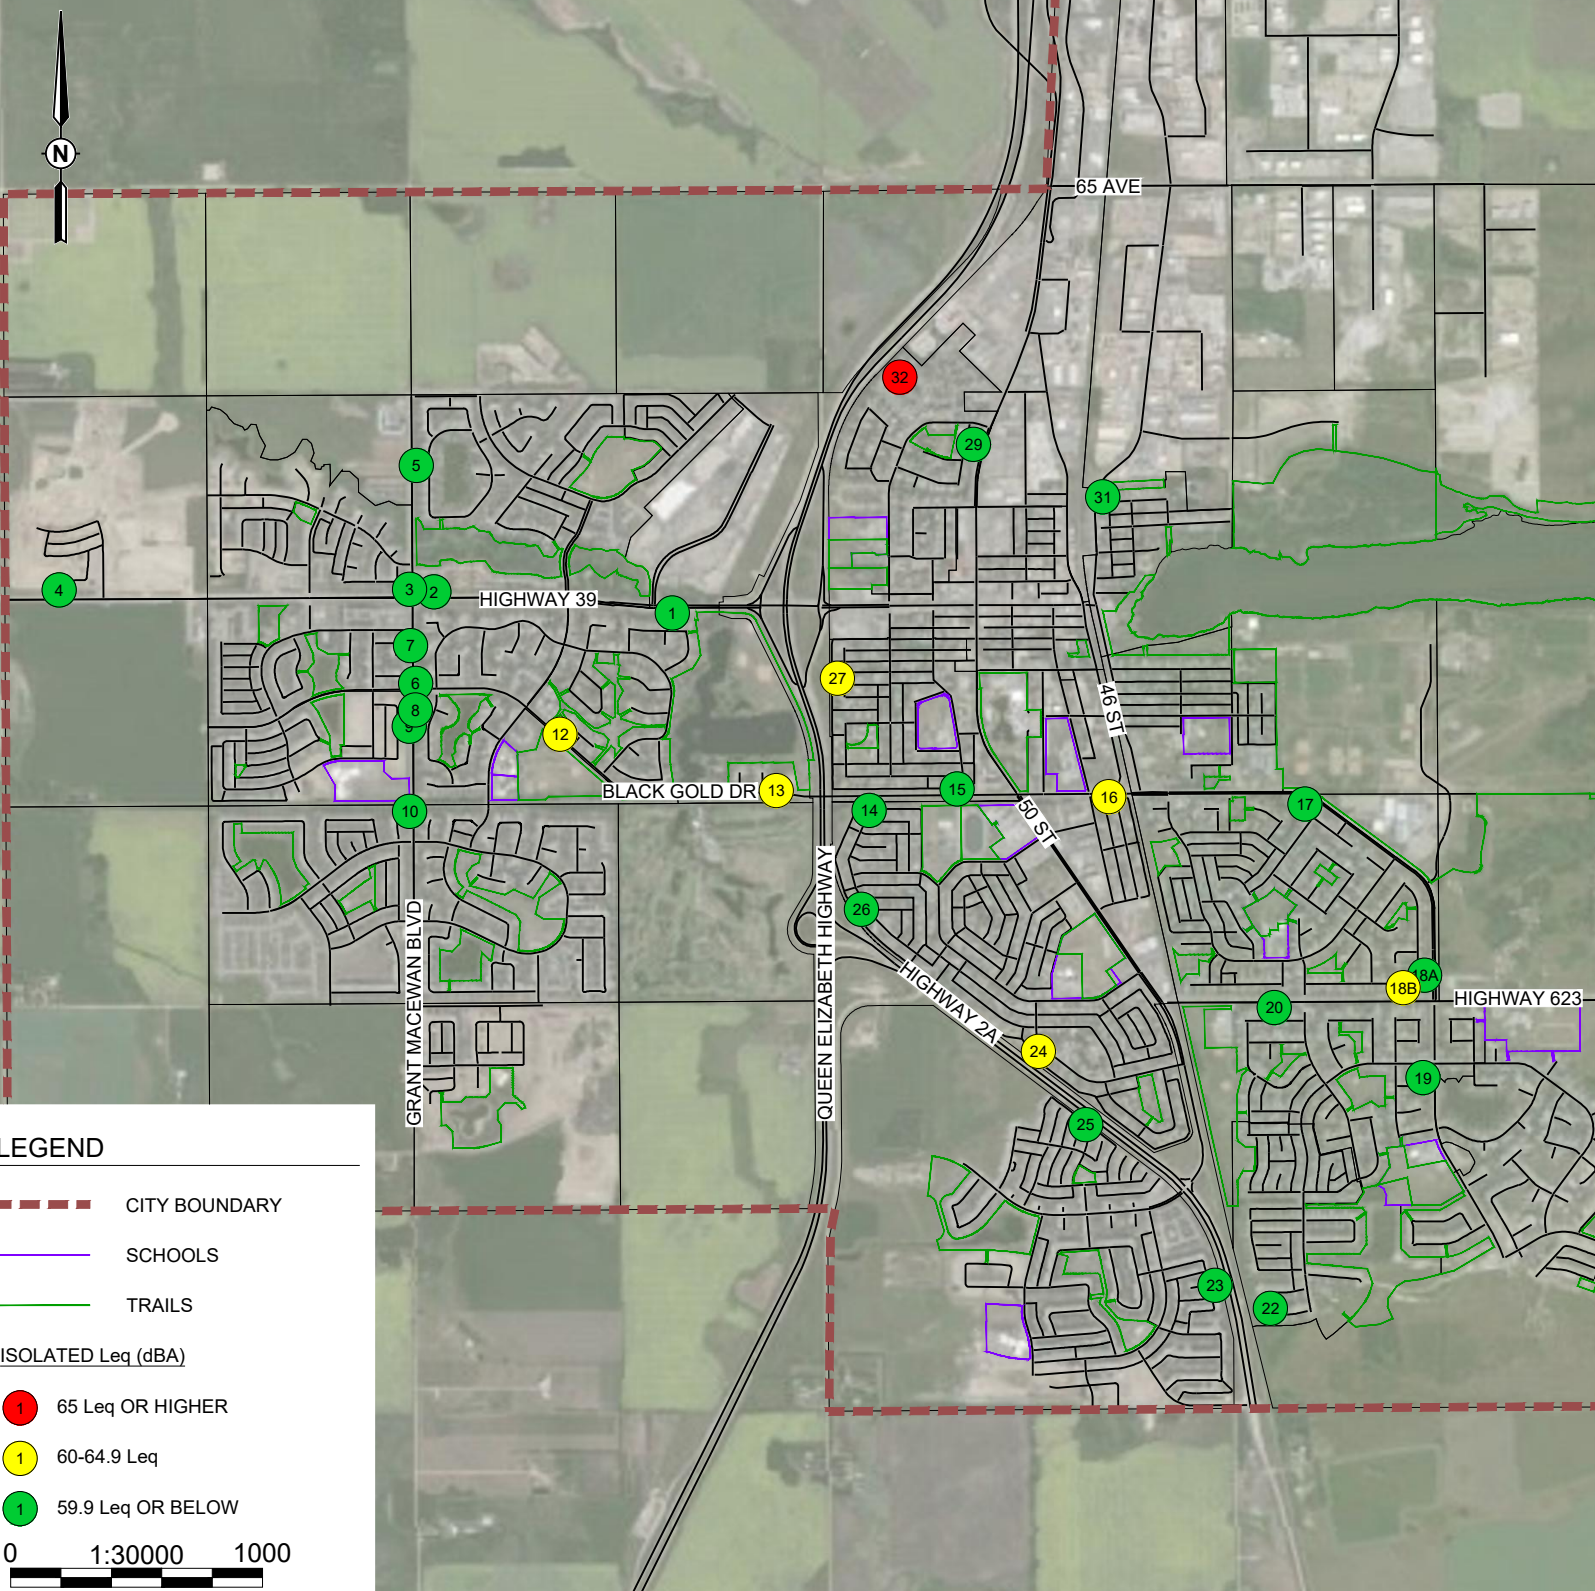 N
65 AVE
32
29
5
31
4
3
2
HIGHWAY 39
1
7
27
6
8
9
12
46 ST
BLACK GOLD DR
13
15
16
14
17
10
50 ST
26
QUEEN ELIZABETH HIGHWAY
GRANT MACEWAN BLVD
HIGHWAY 2A
18A
18B
HIGHWAY 623
20
24
19
25
23
22
LEGEND
CITY BOUNDARY
SCHOOLS
TRAILS
ISOLATED Leq (dBA)
1 65 Leq OR HIGHER
1 60-64.9 Leq
1 59.9 Leq OR BELOW
0 1:30000 1000